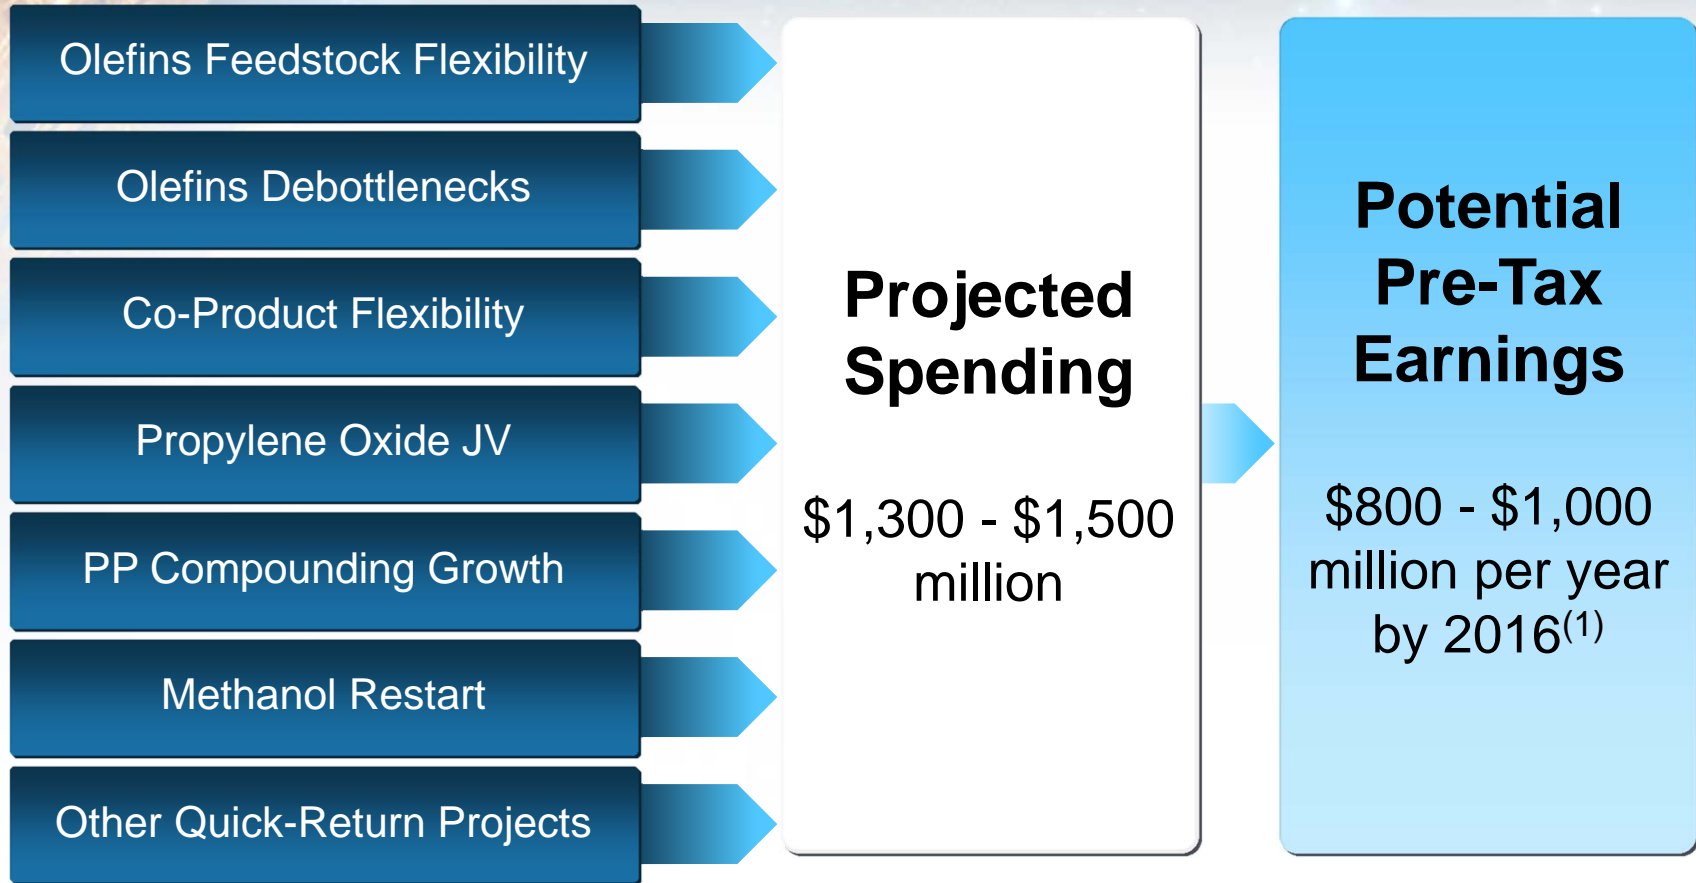 Olefins Feedstock Flexibility
Olefins Debottlenecks
Co-Product Flexibility
Propylene Oxide JV
PP Compounding Growth
Methanol Restart
Other Quick-Return Projects
Projected
Spending
$1,300 - $1,500
million
Potential
Pre-Tax
Earnings
$800 - $1,000
million per year
by 2016(1)